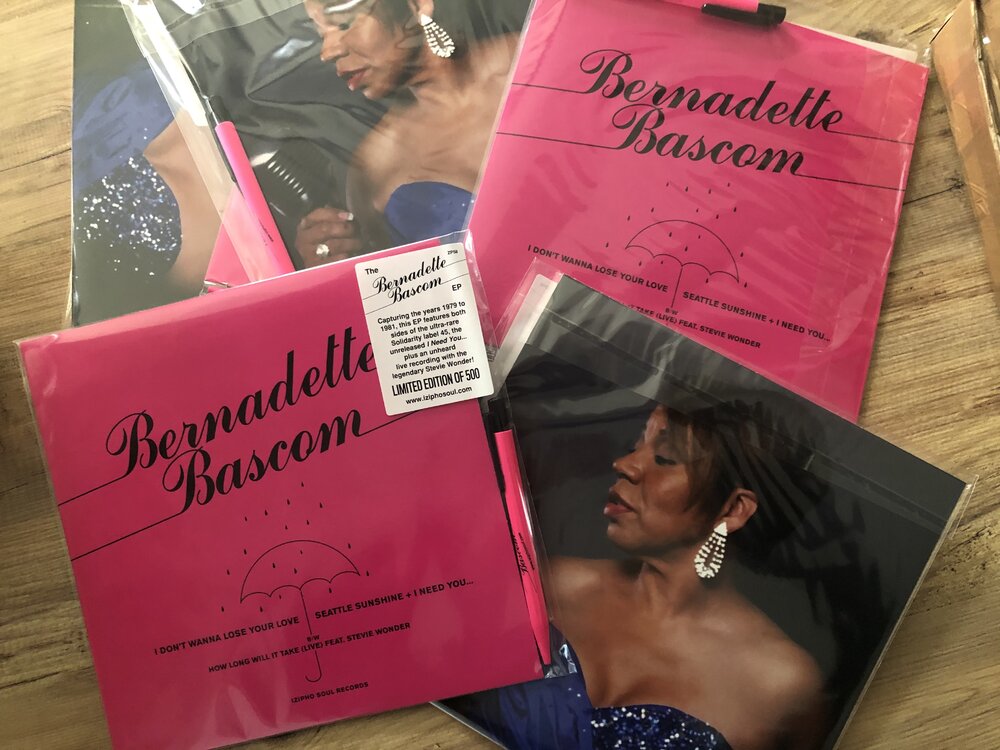 Bernadette
Bascom
I DON'T WANNA LOSE YOUR LOVE
SEATTLE SUNSHINE + I NEED YOU...
B/W
TAKE (LIVE) FEAT. STEVIE WONDER
The
ZIP58
Bernadette
Bascom
EP
Capturing the years 1979 to
1981, this EP features both
sides of the ultra-rare
Solidarity label 45, the
unreleased I Need You...
plus an unheard
live recording with the
legendary Stevie Wonder!
LIMITED EDITION OF 500
www.iziphosoul.com
Bernadette
Bascom
I DON'T WANNA LOSE YOUR LOVE
SEATTLE SUNSHINE + I NEED YOU...
B/W
HOW LONG WILL IT TAKE (LIVE) FEAT. STEVIE WONDER
IZIPHO SOUL RECORDS